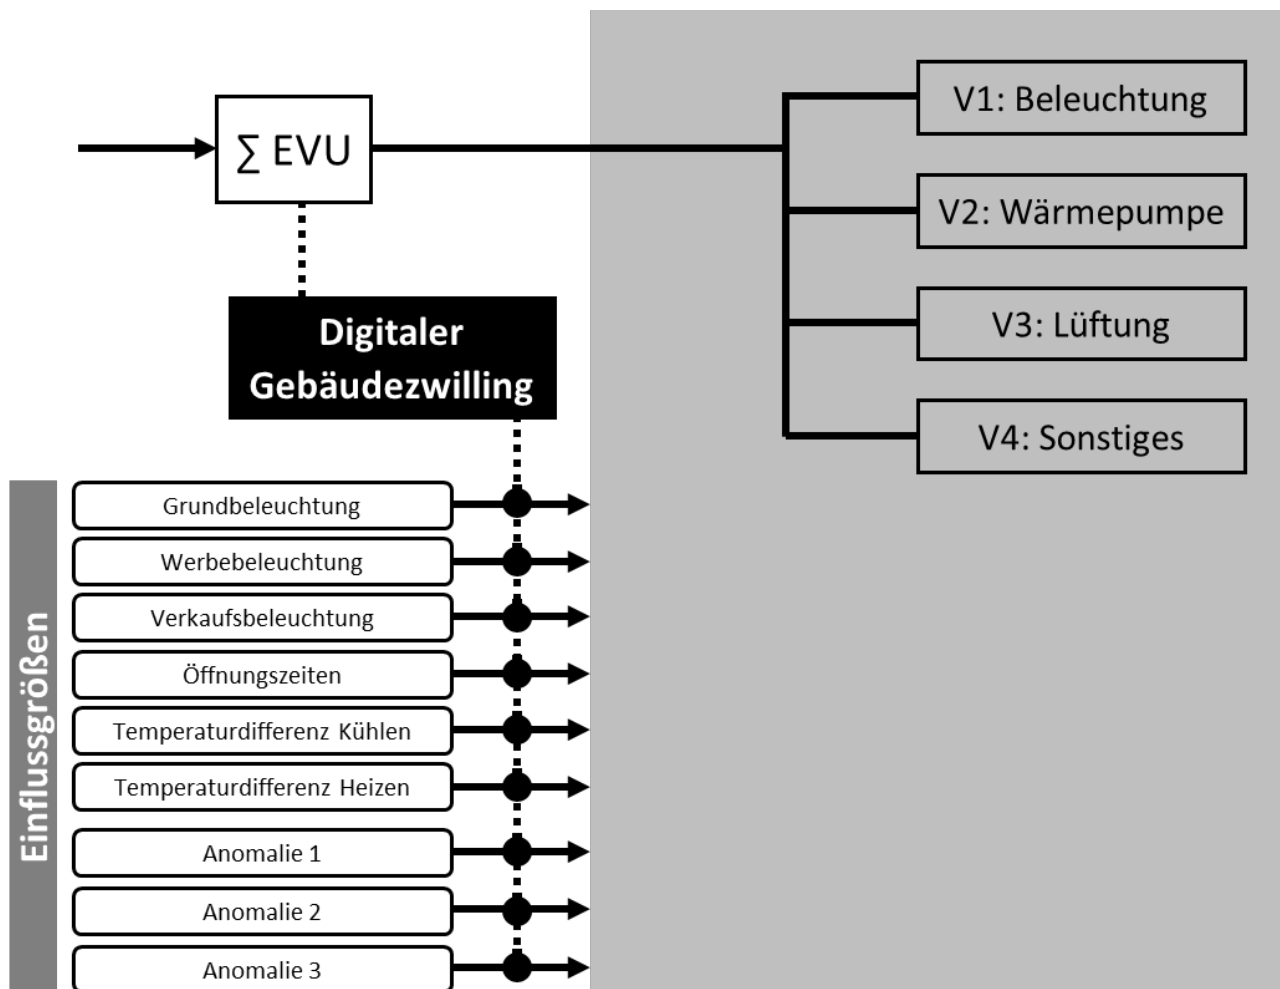 ∑ EVU
V1: Beleuchtung
V2: Wärmepumpe
V3: Lüftung
V4: Sonstiges
Digitaler
Gebäudezwilling
Einflussgrößen
Grundbeleuchtung
Werbebeleuchtung
Verkaufsbeleuchtung
Öffnungszeiten
Temperaturdifferenz Kühlen
Temperaturdifferenz Heizen
Anomalie 1
Anomalie 2
Anomalie 3